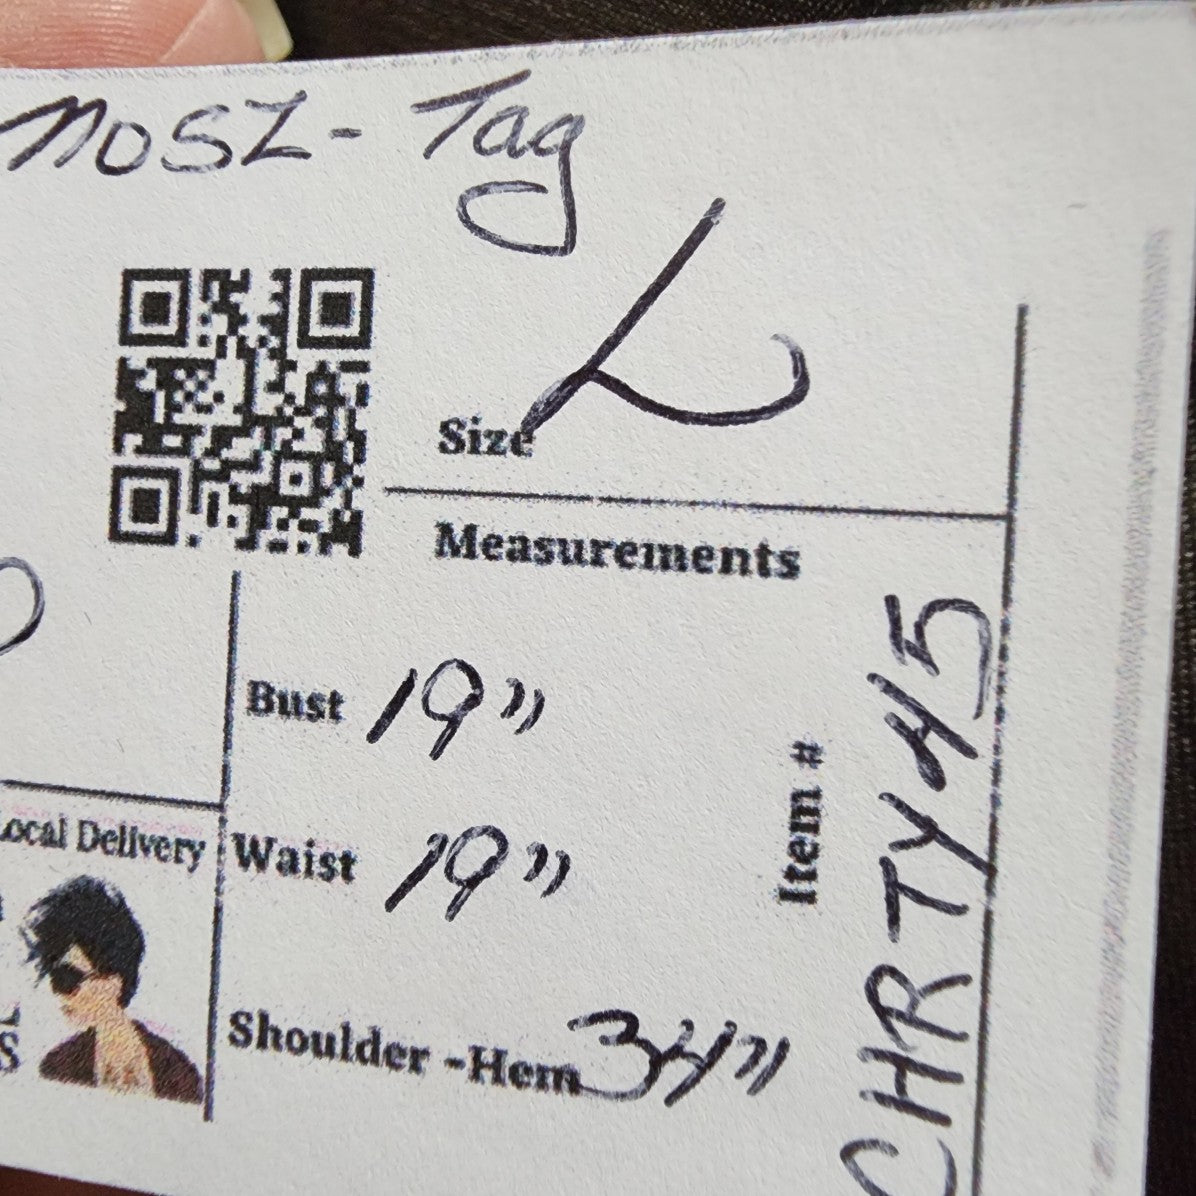 NOSZ - Tag
Size L
Measurements
Bust 19"
Waist 19"
Shoulder -Hem 34"
Item #
CHRTY45
Local Delivery
S